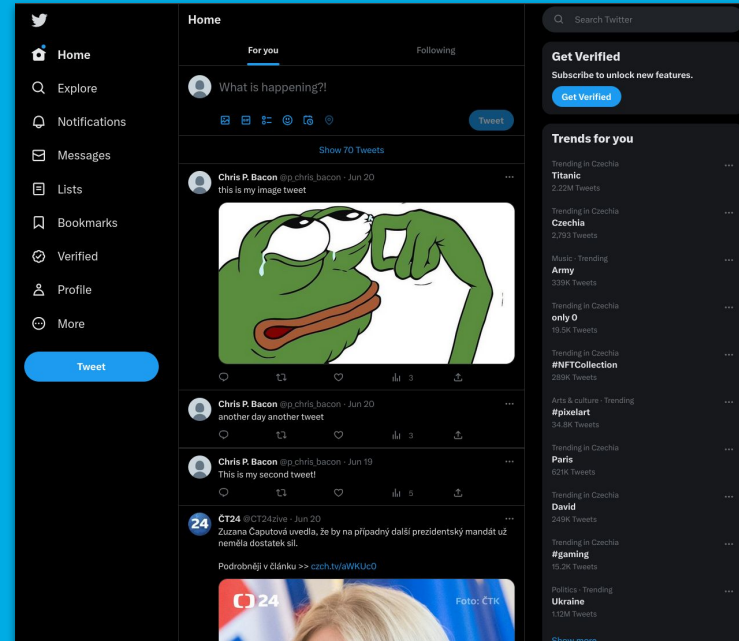 Home
Explore
Notifications
Messages
Lists
Bookmarks
Verified
Profile
More
Tweet
Home
For you
Following
What is happening?!
Tweet
Show 70 Tweets
Chris P. Bacon @p_chris_bacon · Jun 20
this is my image tweet
3
Chris P. Bacon @p_chris_bacon · Jun 20
another day another tweet
3
Chris P. Bacon @p_chris_bacon · Jun 19
This is my second tweet!
5
24
ČT24 @CT24zive · Jun 20
Zuzana Čaputová uvedla, že by na případný další prezidentský mandát už
neměla dostatek sil.
Podrobněji v článku >> czch.tv/aWKUc0
24
Foto: ČTK
Search Twitter
Get Verified
Subscribe to unlock new features.
Get Verified
Trends for you
Trending in Czechia
Titanic
2.22M Tweets
Trending in Czechia
Czechia
2,793 Tweets
Music · Trending
Army
339K Tweets
Trending in Czechia
only 0
19.5K Tweets
Trending in Czechia
#NFTCollection
289K Tweets
Arts & culture · Trending
#pixelart
34.8K Tweets
Trending in Czechia
Paris
621K Tweets
Trending in Czechia
David
249K Tweets
Trending in Czechia
#gaming
15.2K Tweets
Politics · Trending
Ukraine
1.12M Tweets
Show more